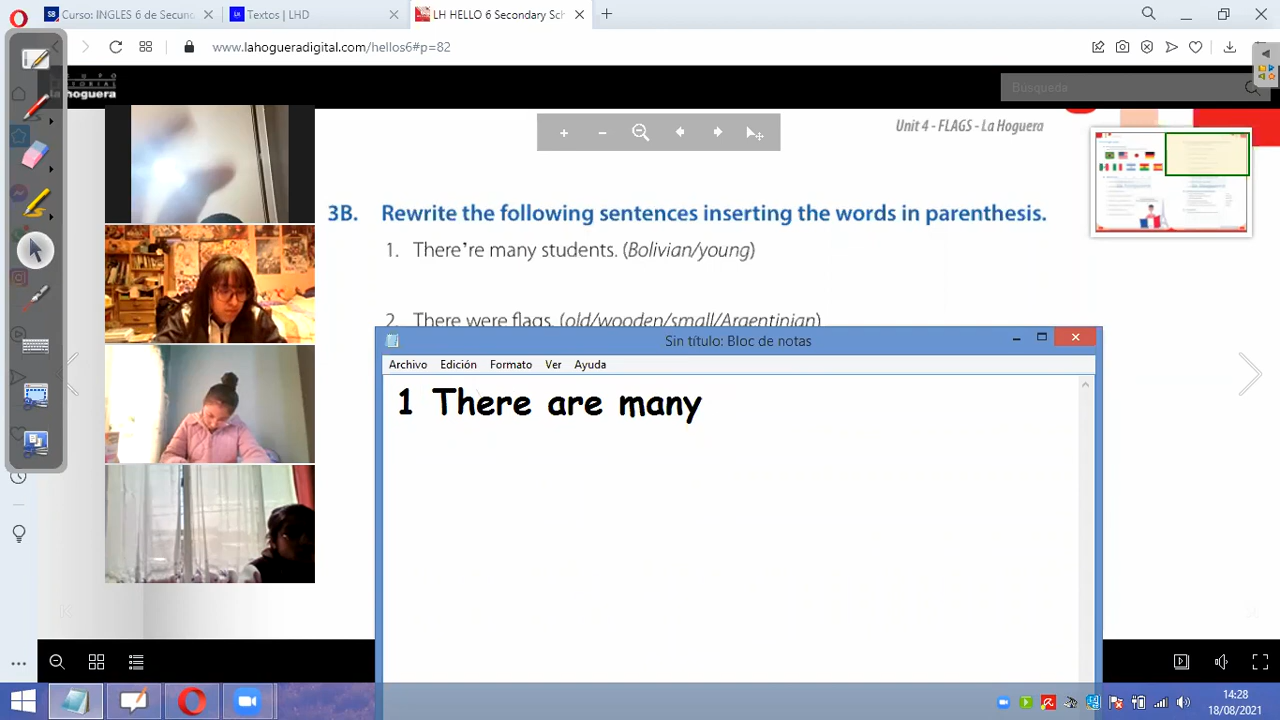 Curso: INGLES 6 de Secund
Textos | LHD
LH HELLO 6 Secondary Sch
www.lahogueradigital.com/hellos6#p=82
la hoguera
Búsqueda
Unit 4 - FLAGS - La Hoguera
3B. Rewrite the following sentences inserting the words in parenthesis.
1. There're many students. (Bolivian/young)
2. There were flags. (old/wooden/small/Argentinian)
Sin título: Bloc de notas
Archivo Edición Formato Ver Ayuda
1 There are many
14:28
18/08/2021